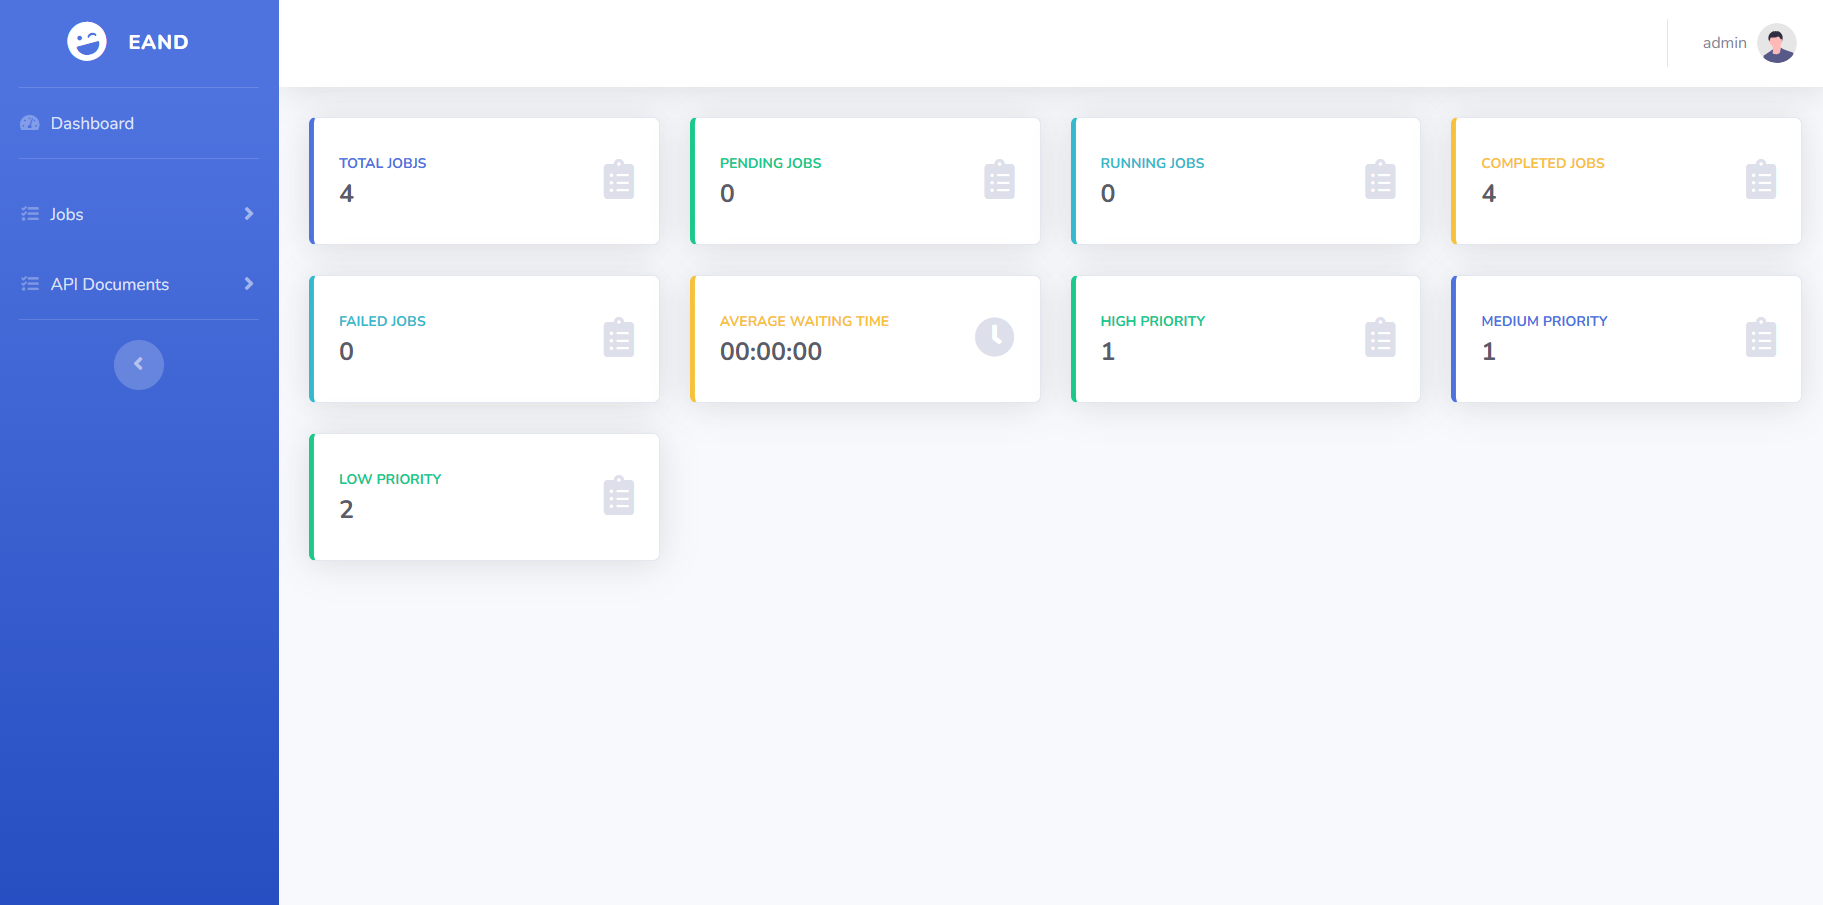 EAND
admin
Dashboard
Jobs
API Documents
TOTAL JOBJS
4
PENDING JOBS
0
RUNNING JOBS
0
COMPLETED JOBS
4
FAILED JOBS
0
AVERAGE WAITING TIME
00:00:00
HIGH PRIORITY
1
MEDIUM PRIORITY
1
LOW PRIORITY
2